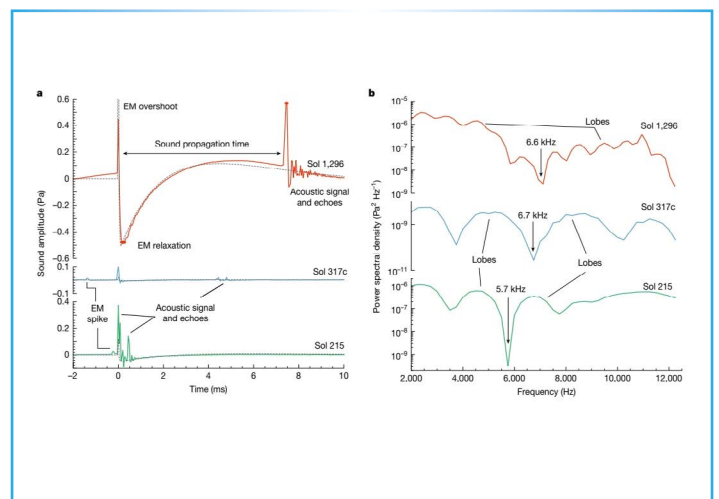 a
0.6
0.4
0.2
0
−0.2
−0.4
−0.6
0.1
−0.1
0.4
0.2
0
Sound amplitude (Pa)
EM overshoot
Sound propagation time
Sol 1,296
Acoustic signal
and echoes
EM relaxation
Sol 317c
EM
spike
Acoustic signal
and echoes
Sol 215
−2
0
2
4
6
8
10
Time (ms)
b
10⁻⁵
10⁻⁶
10⁻⁷
10⁻⁸
10⁻⁹
10⁻⁹
10⁻¹¹
10⁻⁶
10⁻⁷
10⁻⁸
10⁻⁹
Power spectral density (Pa² Hz⁻¹)
Lobes
Sol 1,296
6.6 kHz
Sol 317c
6.7 kHz
Lobes
Lobes
5.7 kHz
Sol 215
2,000
4,000
6,000
8,000
10,000
12,000
Frequency (Hz)